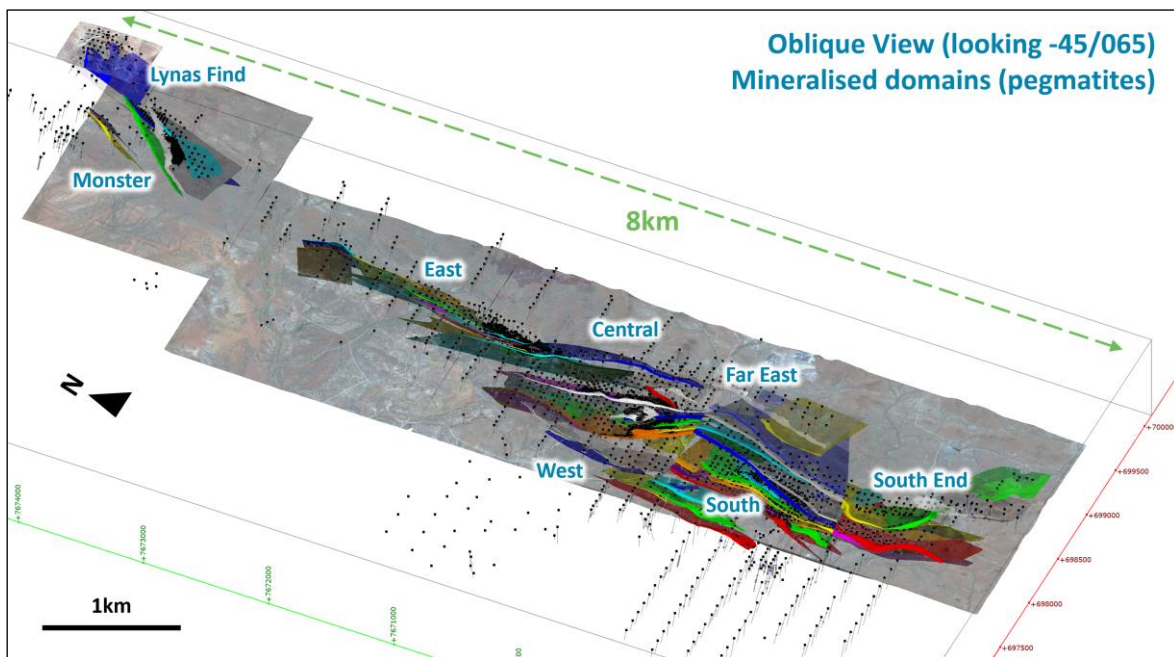 Oblique View (looking -45/065)
Mineralised domains (pegmatites)
Lynas Find
Monster
8km
East
Central
Far East
N
West
South
South End
+7674000
+7673000
+7672000
+7671000
+699500
+699000
+698500
+698000
+697500
1km